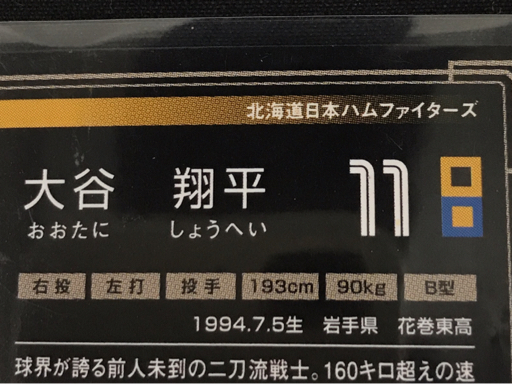 北海道日本ハムファイターズ
大谷 翔平 11
おおたに しょうへい
右投 左打 投手 193cm 90kg B型
1994.7.5生 岩手県 花巻東高
球界が誇る前人未到の二刀流戦士。160キロ超えの速